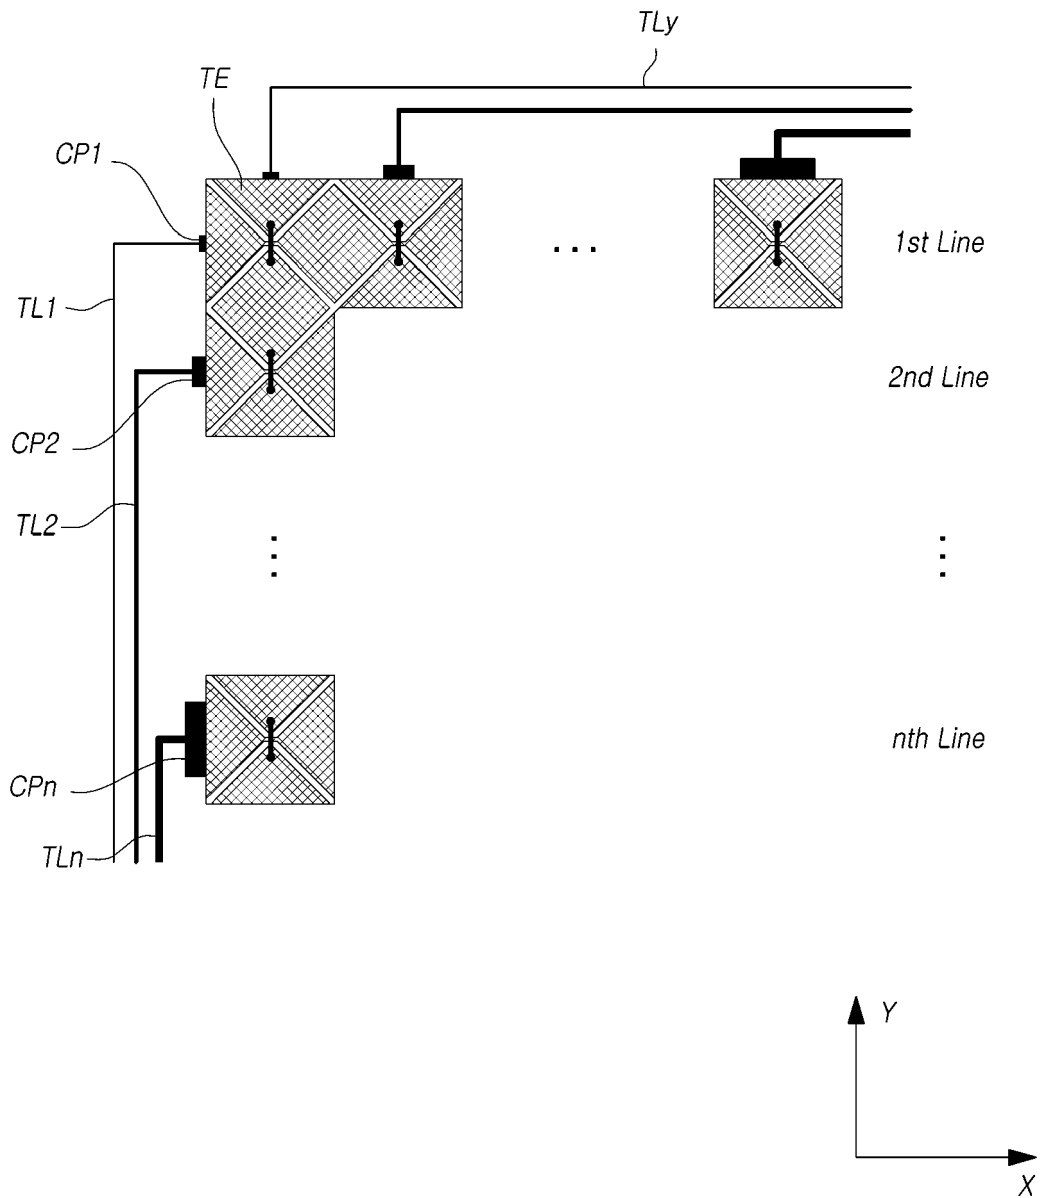 TLy
TE
CP1
1st Line
TL1
2nd Line
CP2
TL2
nth Line
CPn
TLn
Y
X